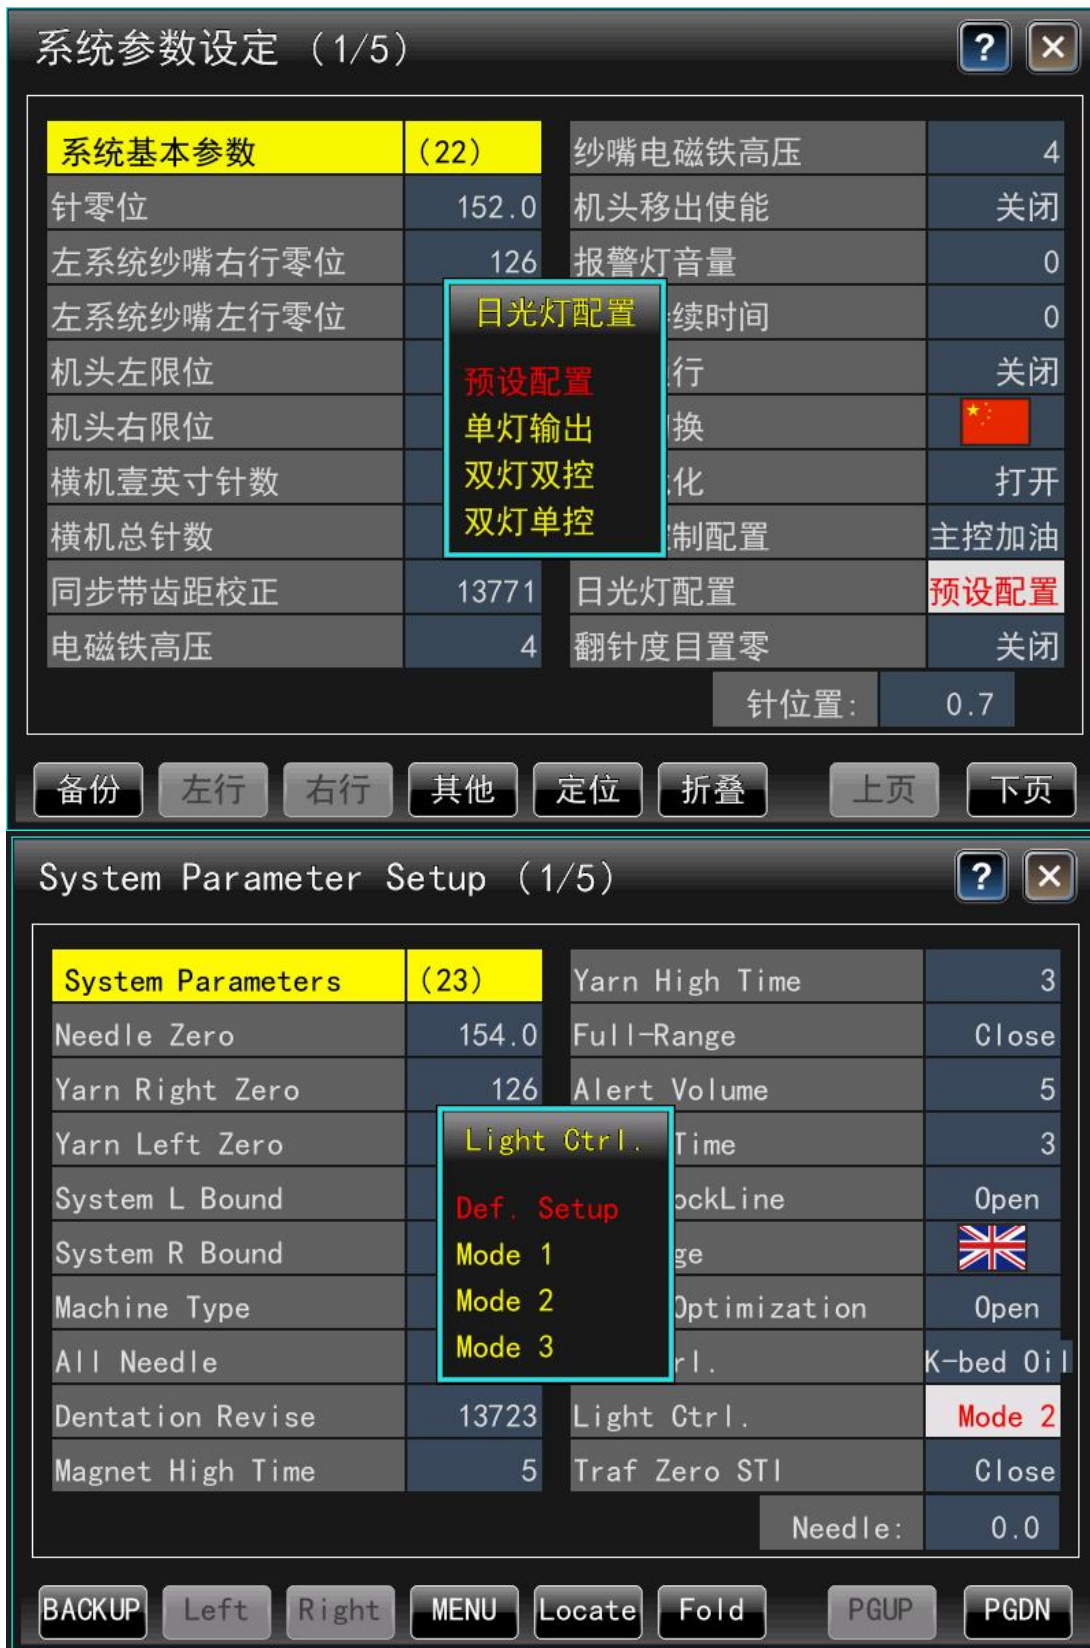 系统参数设定 (1/5)
?
系统基本参数 (22) 纱嘴电磁铁高压 4
针零位 152.0 机头移出使能 关闭
左系统纱嘴右行零位 126 报警灯音量 0
左系统纱嘴左行零位 续时间 0
机头左限位 行 关闭
机头右限位 换
横机壹英寸针数 化 打开
横机总针数 制配置 主控加油
同步带齿距校正 13771 日光灯配置 预设配置
电磁铁高压 4 翻针度目置零 关闭
日光灯配置
预设配置
单灯输出
双灯双控
双灯单控
针位置: 0.7
备份 左行 右行 其他 定位 折叠 上页 下页
System Parameter Setup (1/5)
?
System Parameters (23) Yarn High Time 3
Needle Zero 154.0 Full-Range Close
Yarn Right Zero 126 Alert Volume 5
Yarn Left Zero Time 3
System L Bound ockLine Open
System R Bound ge
Machine Type Optimization Open
All Needle rl. K-bed Oil
Dentation Revise 13723 Light Ctrl. Mode 2
Magnet High Time 5 Traf Zero STI Close
Light Ctrl.
Def. Setup
Mode 1
Mode 2
Mode 3
Needle: 0.0
BACKUP Left Right MENU Locate Fold PGUP PGDN